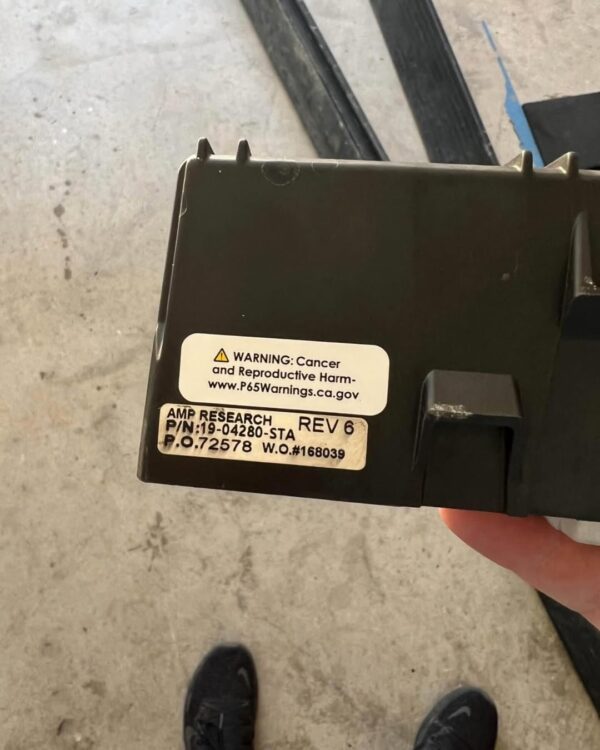 WARNING: Cancer
and Reproductive Harm-
www.P65Warnings.ca.gov
AMP RESEARCH REV 6
P/N:19-04280-STA
P.O.72578 W.O.#168039